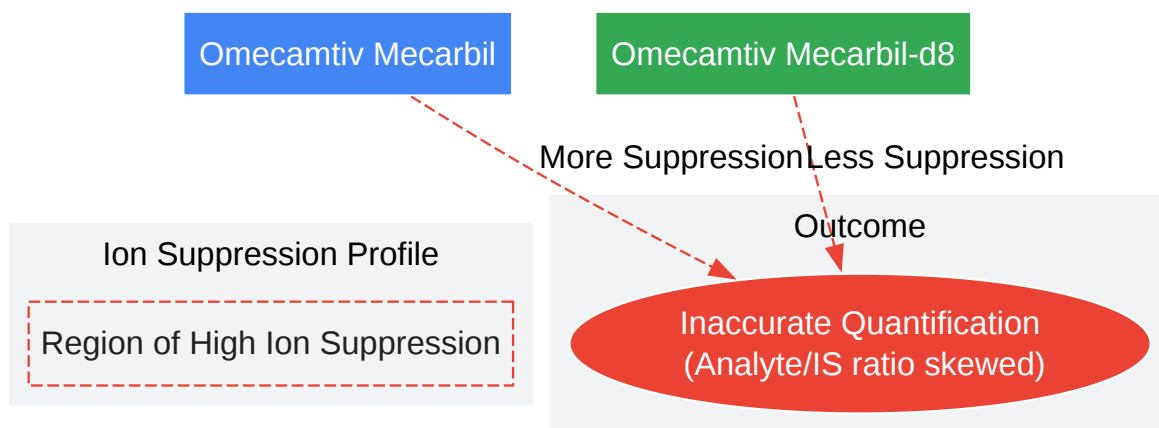 Omecamtiv Mecarbil
Omecamtiv Mecarbil-d8
More Suppression
Less Suppression
Ion Suppression Profile
Region of High Ion Suppression
Outcome
Inaccurate Quantification
(Analyte/IS ratio skewed)